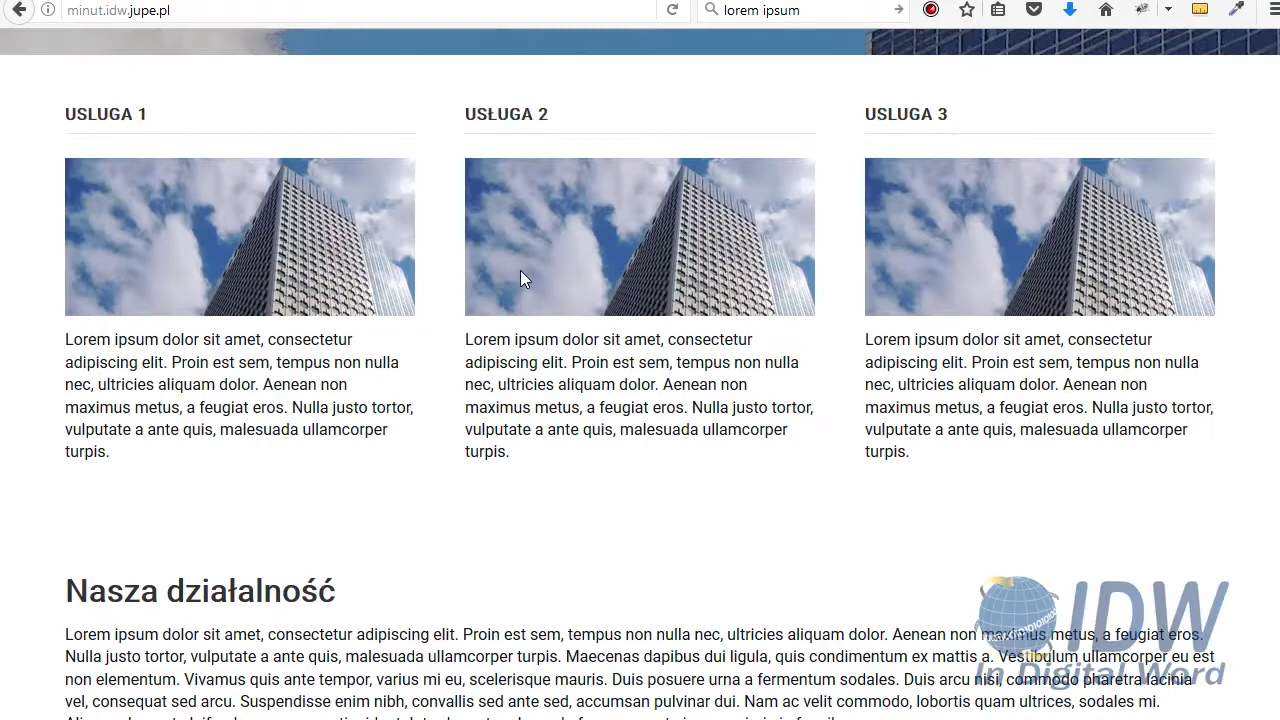 minut.idw.jupe.pl
lorem ipsum
USLUGA 1
USŁUGA 2
USLUGA 3
Lorem ipsum dolor sit amet, consectetur
adipiscing elit. Proin est sem, tempus non nulla
nec, ultricies aliquam dolor. Aenean non
maximus metus, a feugiat eros. Nulla justo tortor,
vulputate a ante quis, malesuada ullamcorper
turpis.
Lorem ipsum dolor sit amet, consectetur
adipiscing elit. Proin est sem, tempus non nulla
nec, ultricies aliquam dolor. Aenean non
maximus metus, a feugiat eros. Nulla justo tortor,
vulputate a ante quis, malesuada ullamcorper
turpis.
Lorem ipsum dolor sit amet, consectetur
adipiscing elit. Proin est sem, tempus non nulla
nec, ultricies aliquam dolor. Aenean non
maximus metus, a feugiat eros. Nulla justo tortor,
vulputate a ante quis, malesuada ullamcorper
turpis.
Nasza działalność
Lorem ipsum dolor sit amet, consectetur adipiscing elit. Proin est sem, tempus non nulla nec, ultricies aliquam dolor. Aenean non maximus metus, a feugiat eros.
Nulla justo tortor, vulputate a ante quis, malesuada ullamcorper turpis. Maecenas dapibus dui ligula, quis condimentum ex mattis a. Vestibulum ullamcorper eu est
non elementum. Vivamus quis ante tortor, varius mi eu, scelerisque mauris. Duis posuere urna a fermentum sodales. Duis arcu nisi, commodo pharetra lacinia
vel, consequat sed arcu. Suspendisse enim nibh, convallis sed ante sed, accumsan pulvinar dui. Nam ac velit commodo, lobortis quam ultrices, sodales mi.
IDW
In Digital Word